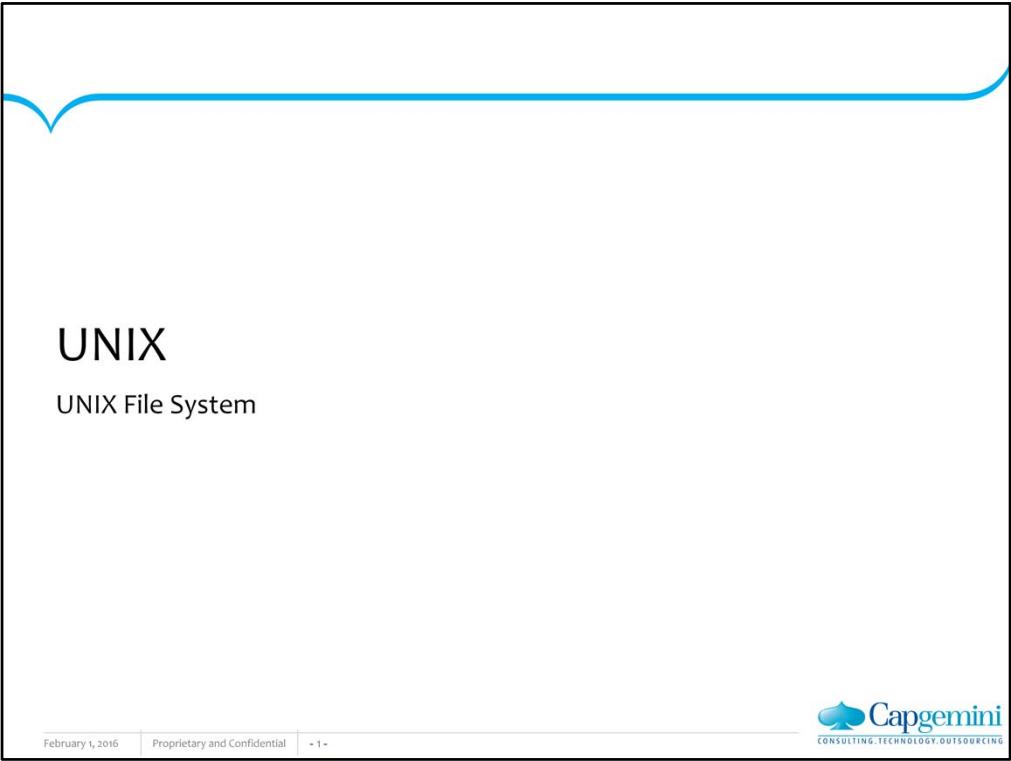 UNIX
UNIX File System
February 1, 2016 Proprietary and Confidential - 1 -
Capgemini
CONSULTING.TECHNOLOGY.OUTSOURCING